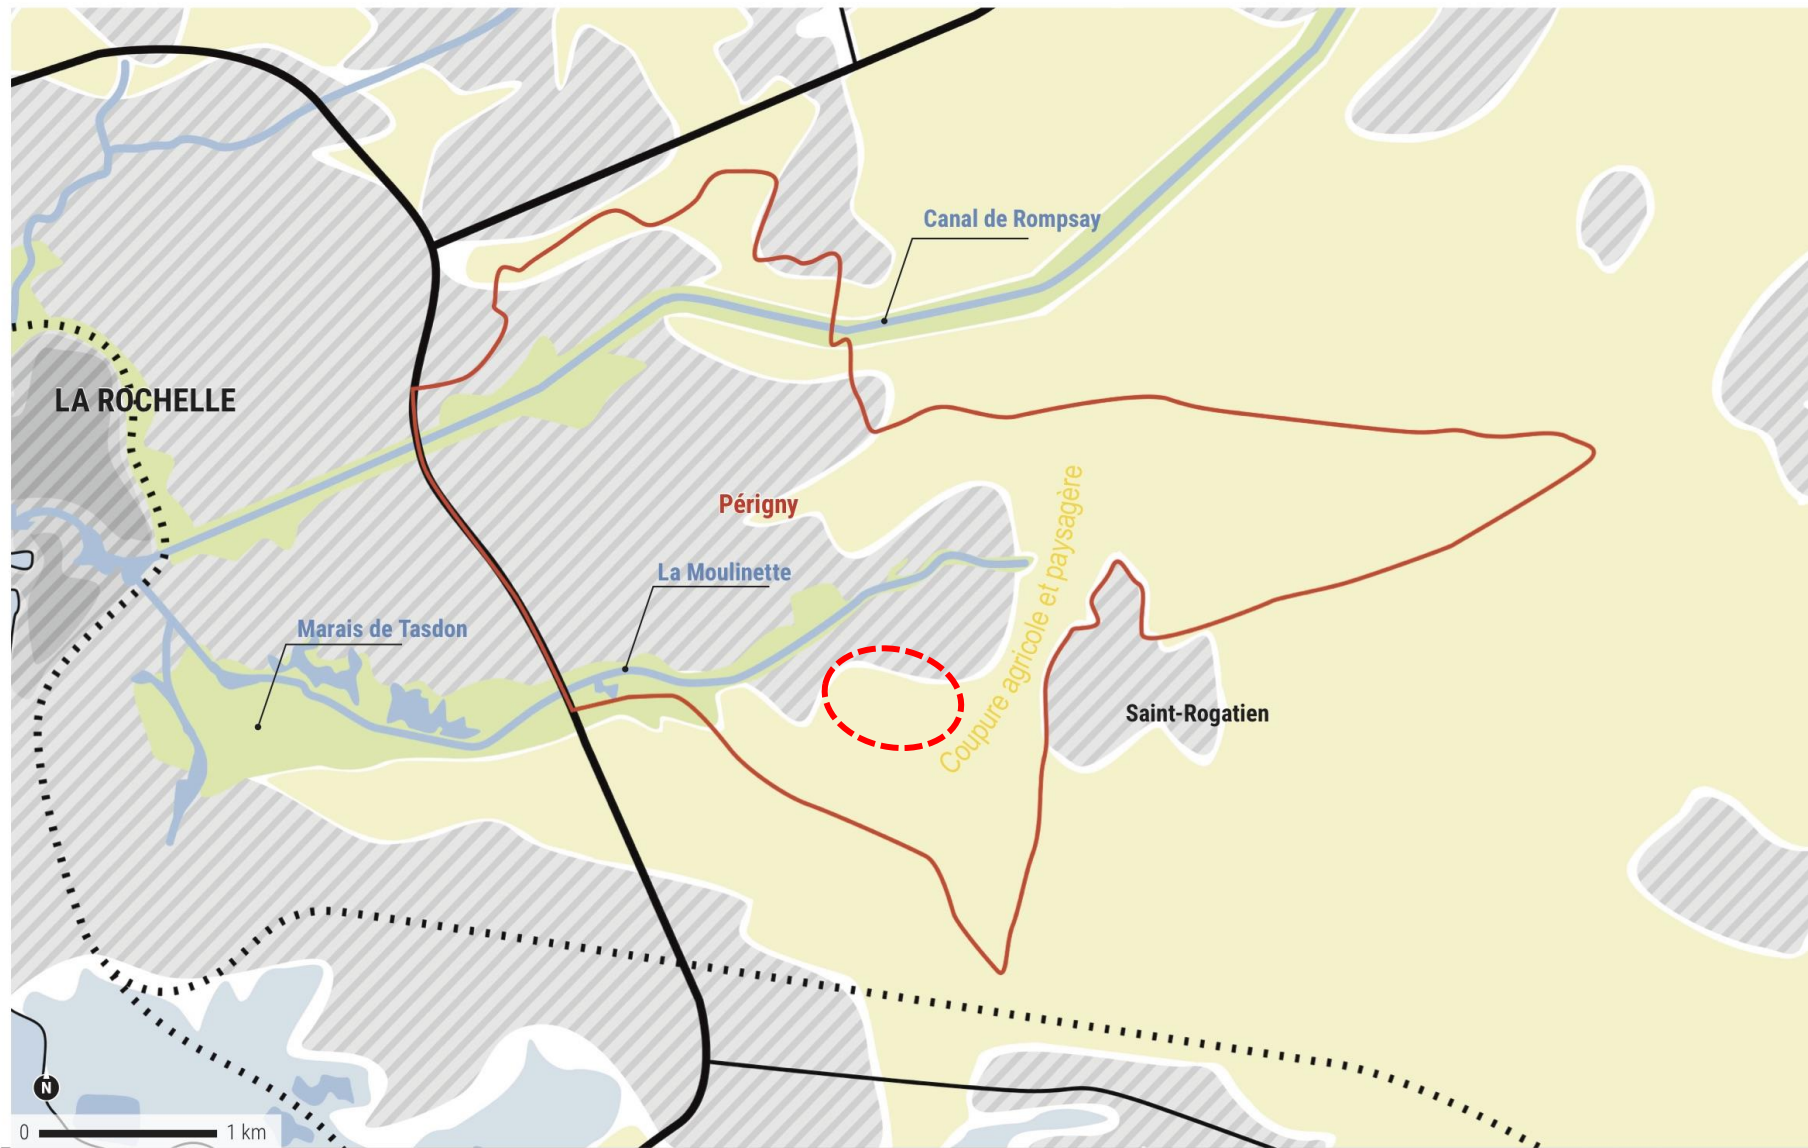 Canal de Rompsay
LA ROCHELLE
Périgny
Coupure agricole et paysagère
La Moulinette
Marais de Tasdon
Saint-Rogatien
N
0 1 km